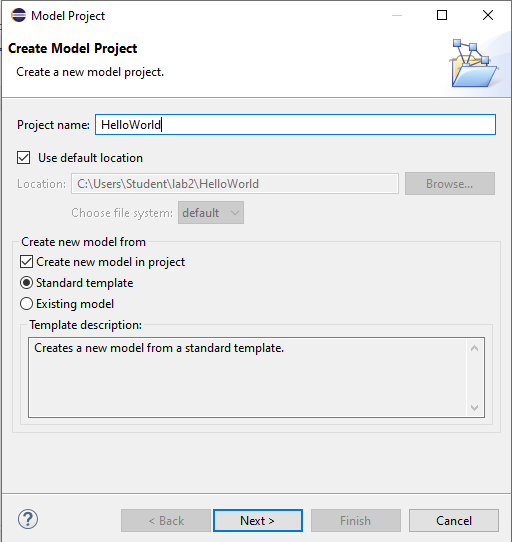 Model Project
Create Model Project
Create a new model project.
Project name: HelloWorld
Use default location
Location: C:\Users\Student\lab2\HelloWorld Browse...
Choose file system: default
Create new model from
Create new model in project
Standard template
Existing model
Template description:
Creates a new model from a standard template.
? < Back Next > Finish Cancel